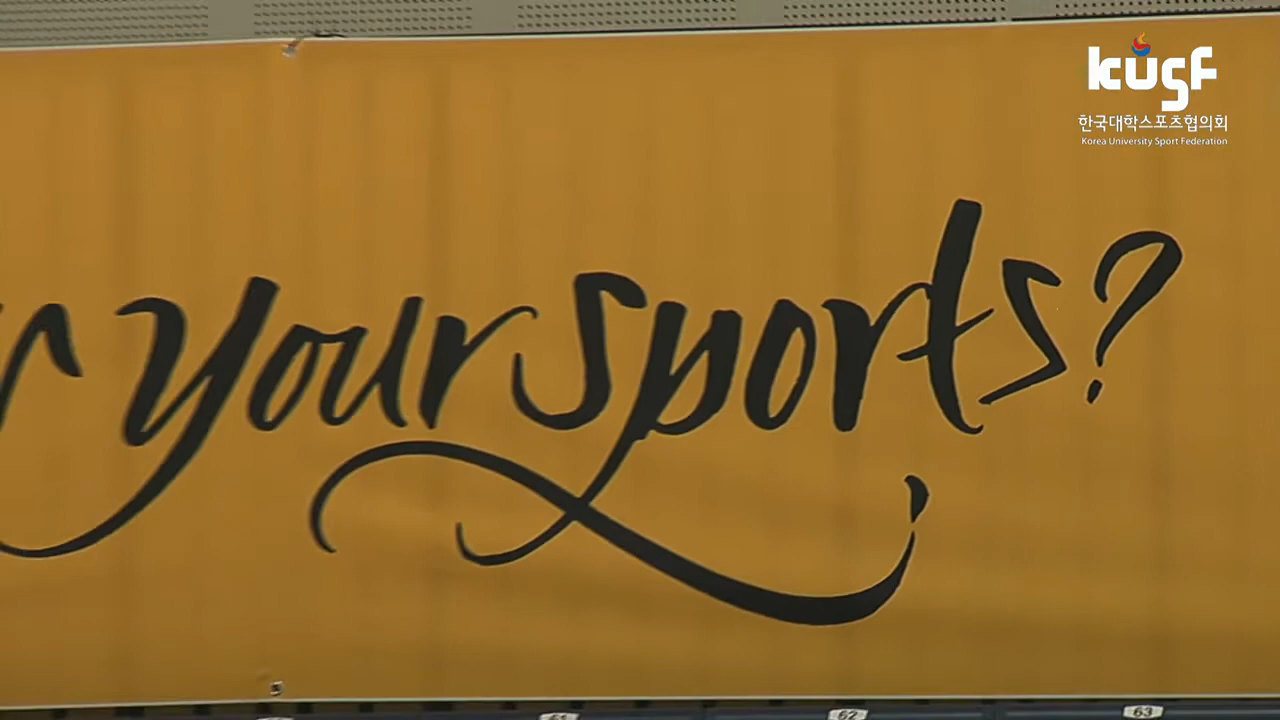 kusf
한국대학스포츠협의회
Korea University Sport Federation
your sports?
61 62 63